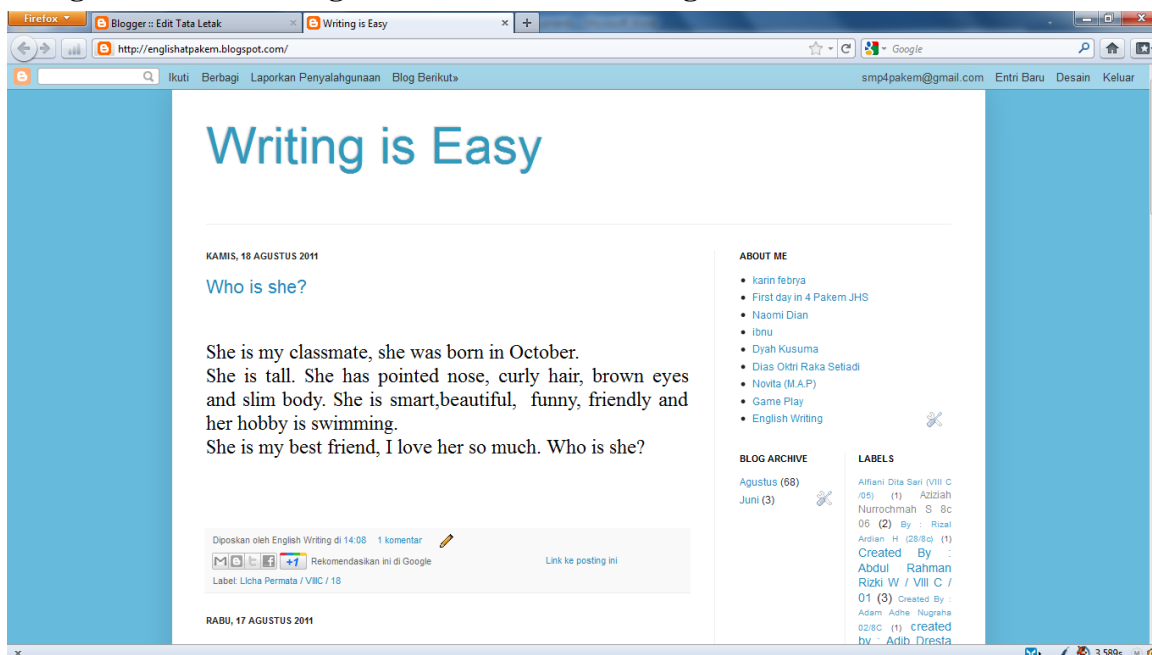 Firefox
Blogger :: Edit Tata Letak
Writing is Easy
http://englishatpakem.blogspot.com/
Google
Ikuti Berbagi Laporkan Penyalahgunaan Blog Berikut»
smp4pakem@gmail.com Entri Baru Desain Keluar
Writing is Easy
KAMIS, 18 AGUSTUS 2011
Who is she?
She is my classmate, she was born in October.
She is tall. She has pointed nose, curly hair, brown eyes
and slim body. She is smart,beautiful, funny, friendly and
her hobby is swimming.
She is my best friend, I love her so much. Who is she?
Diposkan oleh English Writing di 14:08 1 komentar
+1 Rekomendasikan ini di Google
Link ke posting ini
Label: LIcha Permata / VIIC / 18
RABU, 17 AGUSTUS 2011
ABOUT ME
karin febrya
First day in 4 Pakem JHS
Naomi Dian
ibnu
Dyah Kusuma
Dias Oktri Raka Setiadi
Novita (M.A.P)
Game Play
English Writing
BLOG ARCHIVE
Agustus (68)
Juni (3)
LABELS
Alfiani Dita Sari (VIII C
/05) (1) Aziziah
Nurrochmah S 8c
06 (2) By : Rizal
Ardian H (28/8c) (1)
Created By :
Abdul Rahman
Rizki W / VIII C /
01 (3) Created By :
Adam Adhe Nugraha
02/8C (1) created
by : Adib Dresta
3.589s